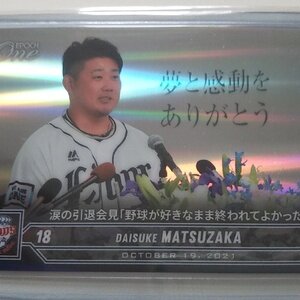 EPOCH
One
夢と感動を
ありがとう
Lions
涙の引退会見「野球が好きなまま終われてよかった
18
DAISUKE MATSUZAKA
OCTOBER 19, 2021